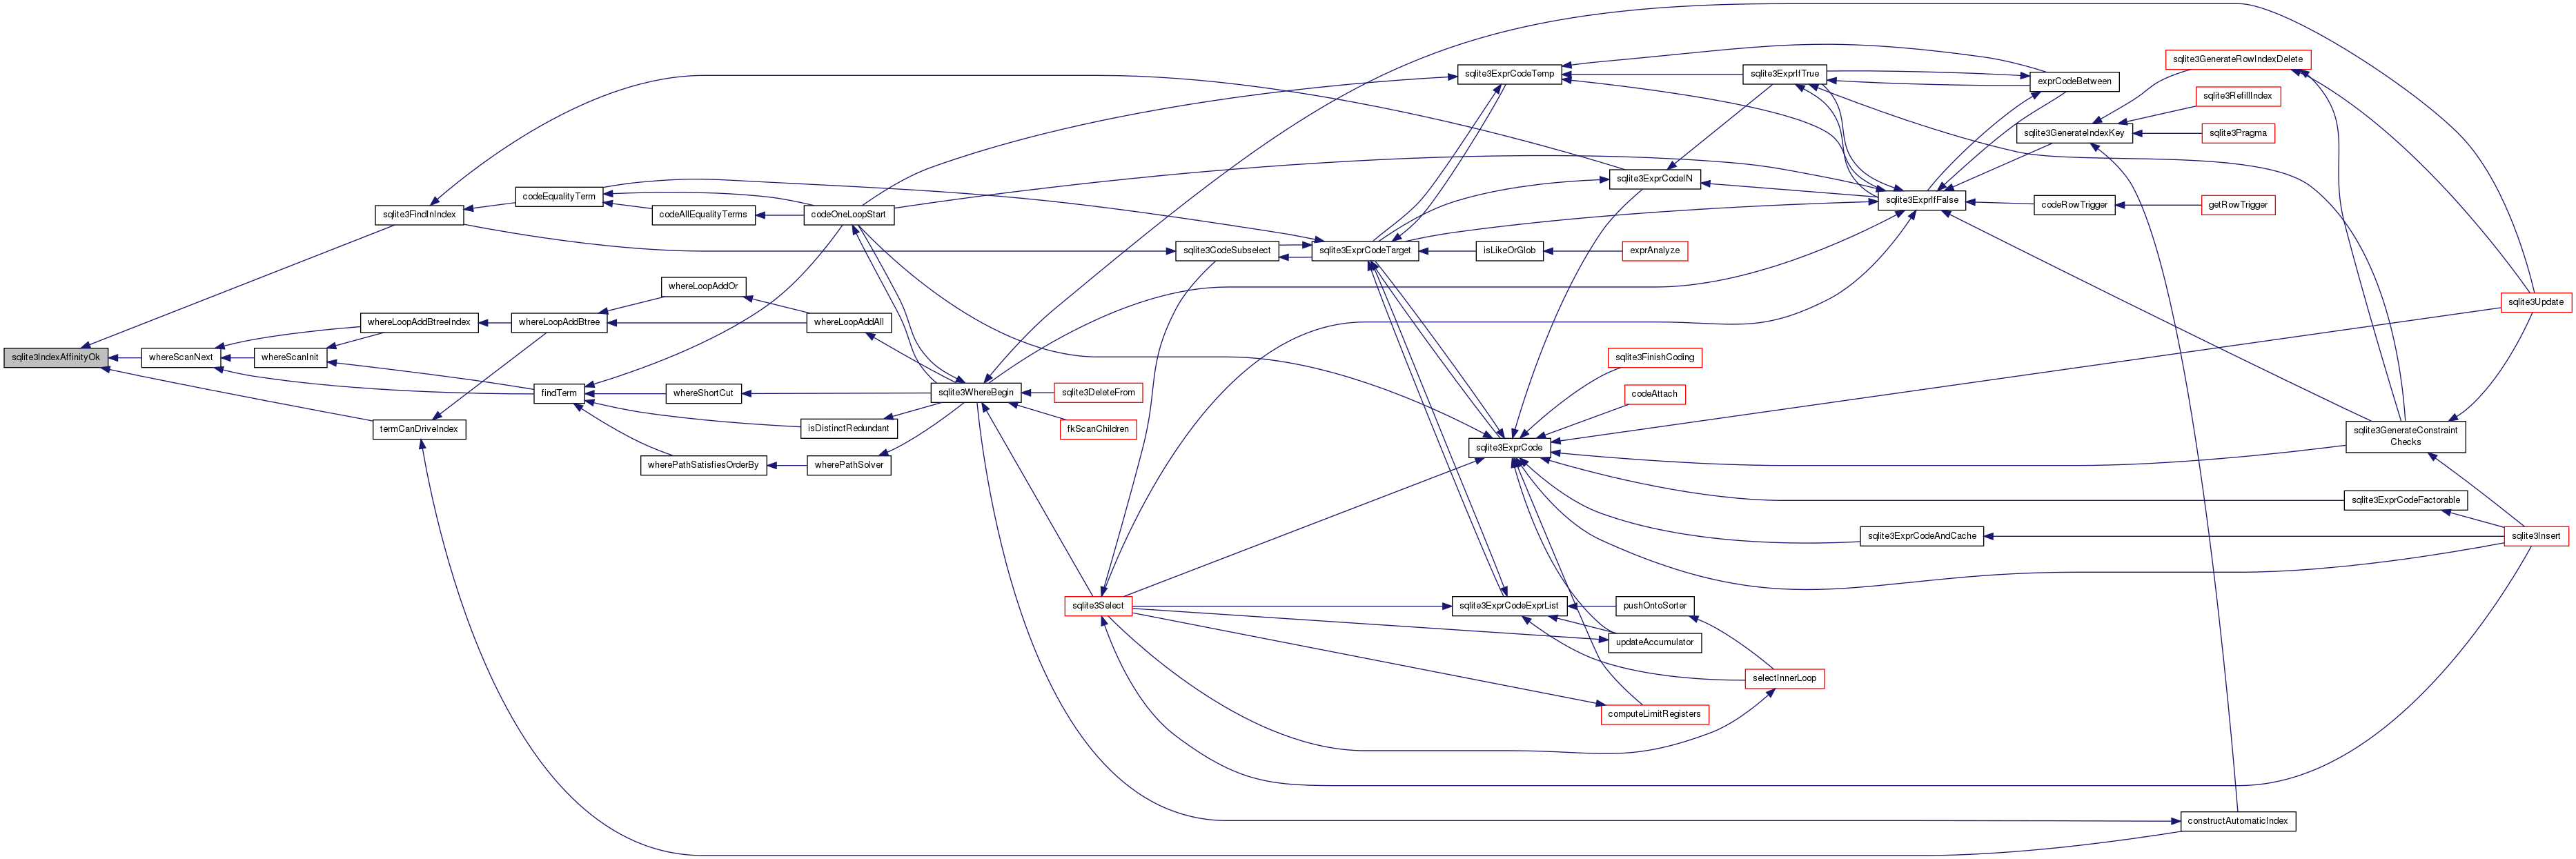 sqlite3IndexAffinityOk
sqlite3FindInIndex
whereScanNext
termCanDriveIndex
whereScanInit
whereLoopAddBtreeIndex
codeEqualityTerm
whereLoopAddBtree
findTerm
codeAllEqualityTerms
whereLoopAddOr
whereShortCut
wherePathSatisfiesOrderBy
codeOneLoopStart
whereLoopAddAll
isDistinctRedundant
wherePathSolver
sqlite3WhereBegin
sqlite3DeleteFrom
fkScanChildren
sqlite3Select
sqlite3CodeSubselect
sqlite3ExprCodeTarget
sqlite3ExprCodeTemp
isLikeOrGlob
exprAnalyze
sqlite3ExprCode
sqlite3ExprCodeExprList
sqlite3ExprCodeIN
sqlite3FinishCoding
codeAttach
pushOntoSorter
updateAccumulator
computeLimitRegisters
selectInnerLoop
sqlite3ExprIfTrue
sqlite3ExprIfFalse
sqlite3ExprCodeAndCache
exprCodeBetween
sqlite3GenerateIndexKey
codeRowTrigger
sqlite3GenerateRowIndexDelete
sqlite3RefillIndex
sqlite3Pragma
getRowTrigger
sqlite3GenerateConstraint
Checks
sqlite3ExprCodeFactorable
constructAutomaticIndex
sqlite3Update
sqlite3Insert